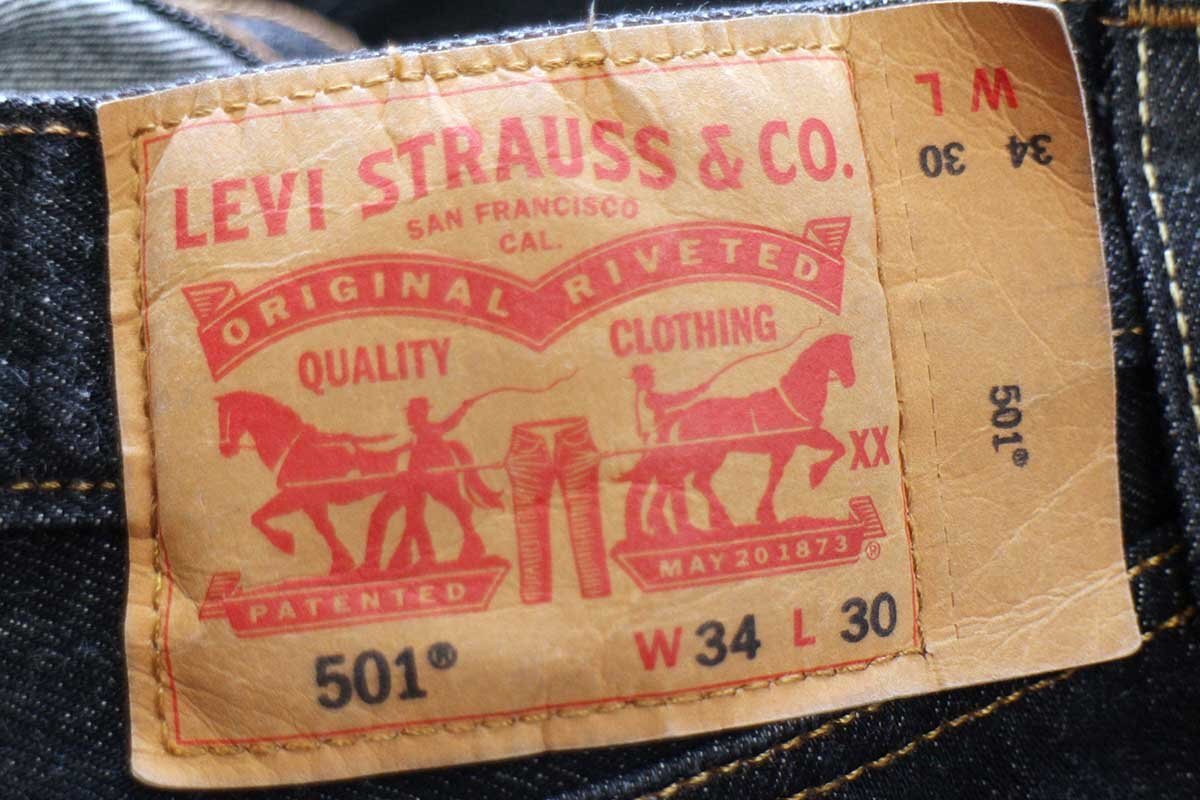 LEVI STRAUSS & CO.
SAN FRANCISCO
CAL.
ORIGINAL RIVETED
QUALITY CLOTHING
XX
PATENTED MAY 20 1873 ®
501® W 34 L 30
W L
34 30
501®